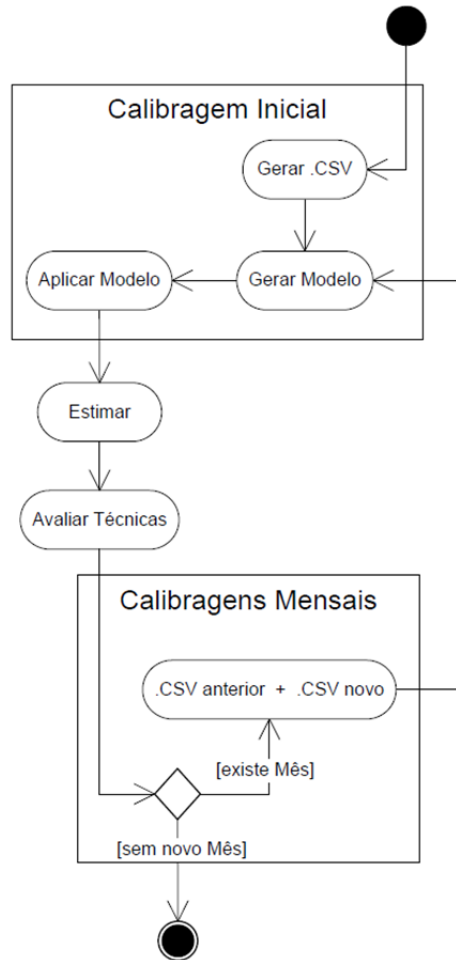 Calibragem Inicial
Gerar .CSV
Aplicar Modelo
Gerar Modelo
Estimar
Avaliar Técnicas
Calibragens Mensais
.CSV anterior + .CSV novo
[existe Mês]
[sem novo Mês]